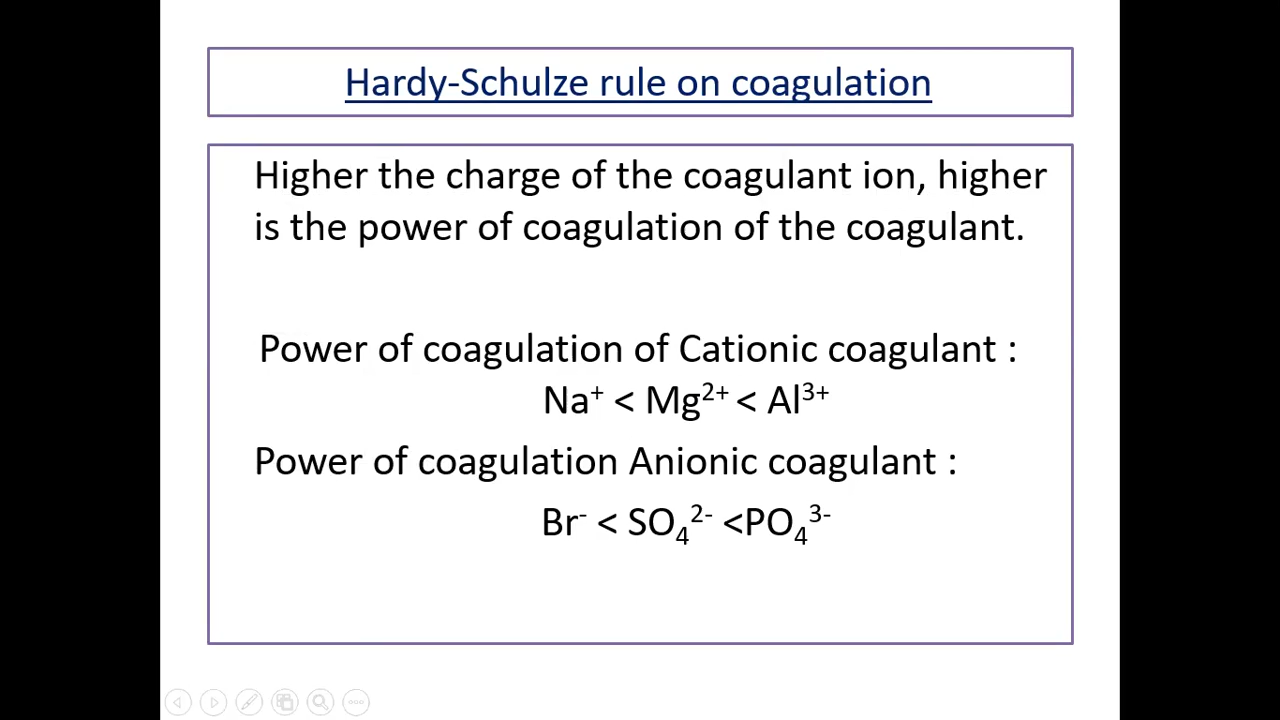 Hardy-Schulze rule on coagulation
Higher the charge of the coagulant ion, higher
is the power of coagulation of the coagulant.
Power of coagulation of Cationic coagulant :
Na⁺ < Mg²⁺ < Al³⁺
Power of coagulation Anionic coagulant :
Br⁻ < SO₄²⁻ <PO₄³⁻